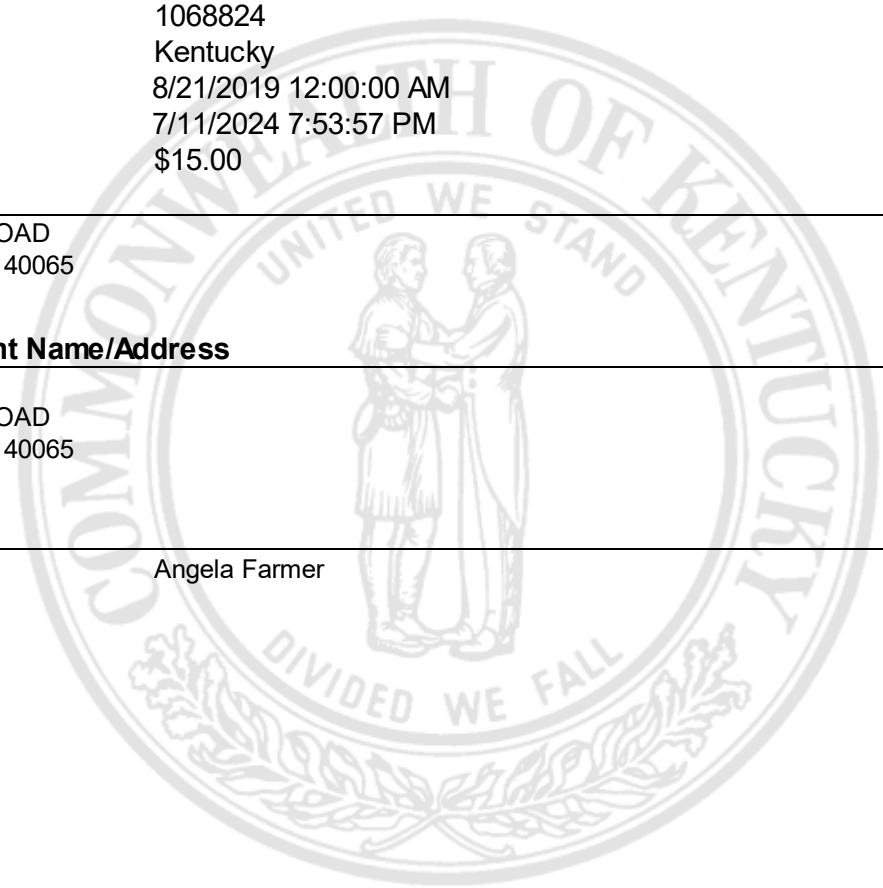 1068824
Kentucky
8/21/2019 12:00:00 AM
7/11/2024 7:53:57 PM
$15.00
OAD
40065
nt Name/Address
OAD
40065
Angela Farmer
COMMONWEALTH OF KENTUCKY
UNITED WE STAND
DIVIDED WE FALL